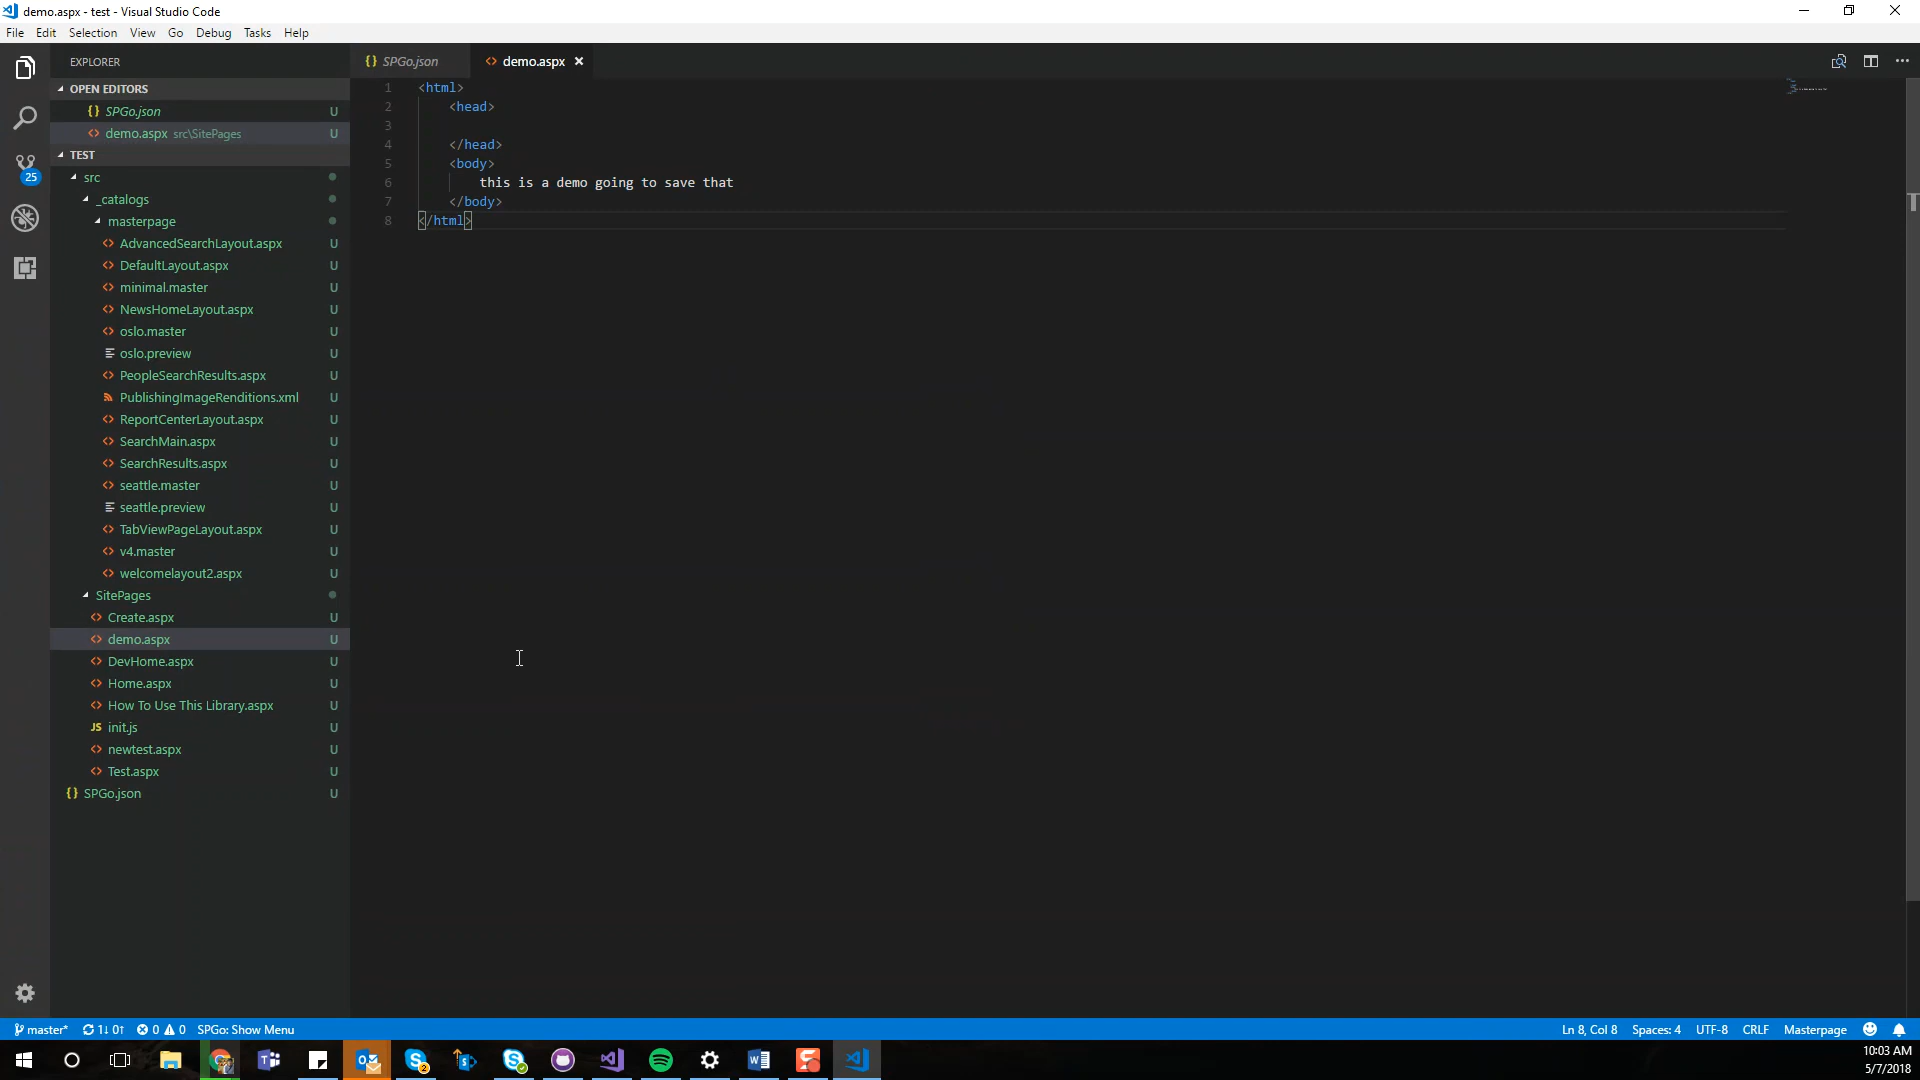 demo.aspx - test - Visual Studio Code
File Edit Selection View Go Debug Tasks Help
EXPLORER
OPEN EDITORS
{} SPGo.json U
<> demo.aspx src\SitePages U
TEST
src
_catalogs
masterpage
<> AdvancedSearchLayout.aspx U
<> DefaultLayout.aspx U
<> minimal.master U
<> NewsHomeLayout.aspx U
<> oslo.master U
oslo.preview U
<> PeopleSearchResults.aspx U
PublishingImageRenditions.xml U
<> ReportCenterLayout.aspx U
<> SearchMain.aspx U
<> SearchResults.aspx U
<> seattle.master U
seattle.preview U
<> TabViewPageLayout.aspx U
<> v4.master U
<> welcomelayout2.aspx U
SitePages
<> Create.aspx U
<> demo.aspx U
<> DevHome.aspx U
<> Home.aspx U
<> How To Use This Library.aspx U
JS init.js U
<> newtest.aspx U
<> Test.aspx U
{} SPGo.json U
25
{} SPGo.json
<> demo.aspx
1 <html>
2 <head>
3
4 </head>
5 <body>
6 this is a demo going to save that
7 </body>
8 </html>
master* 1↓ 0↑ 0 0 SPGo: Show Menu
Ln 8, Col 8 Spaces: 4 UTF-8 CRLF Masterpage
2
10:03 AM
5/7/2018